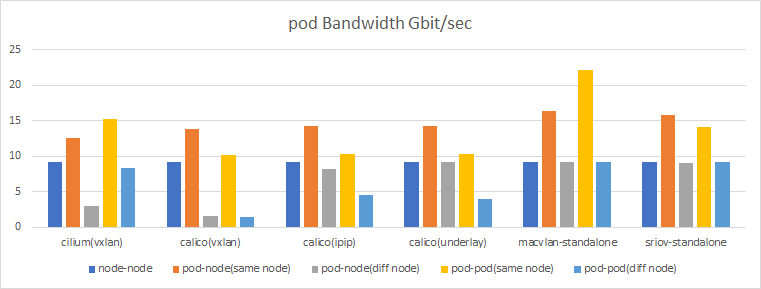 pod Bandwidth Gbit/sec
25
20
15
10
5
0
cilium(vxlan) calico(vxlan) calico(ipip) calico(underlay) macvlan-standalone sriov-standalone
node-node pod-node(same node) pod-node(diff node) pod-pod(same node) pod-pod(diff node)